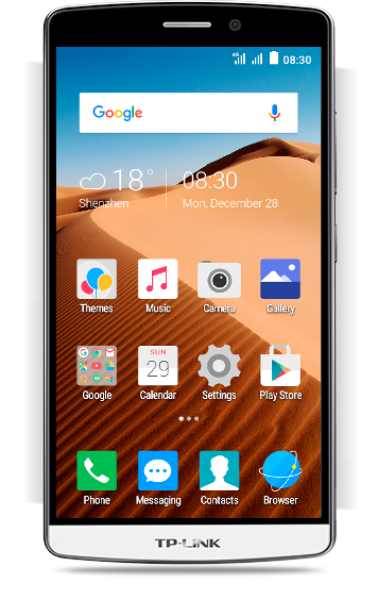 4G 08:30
Google
18° 08:30
Shenzhen Mon, December 28
Themes Music Camera Gallery
SUN
29
Google Calendar Settings Play Store
Phone Messaging Contacts Browser
TP-LINK